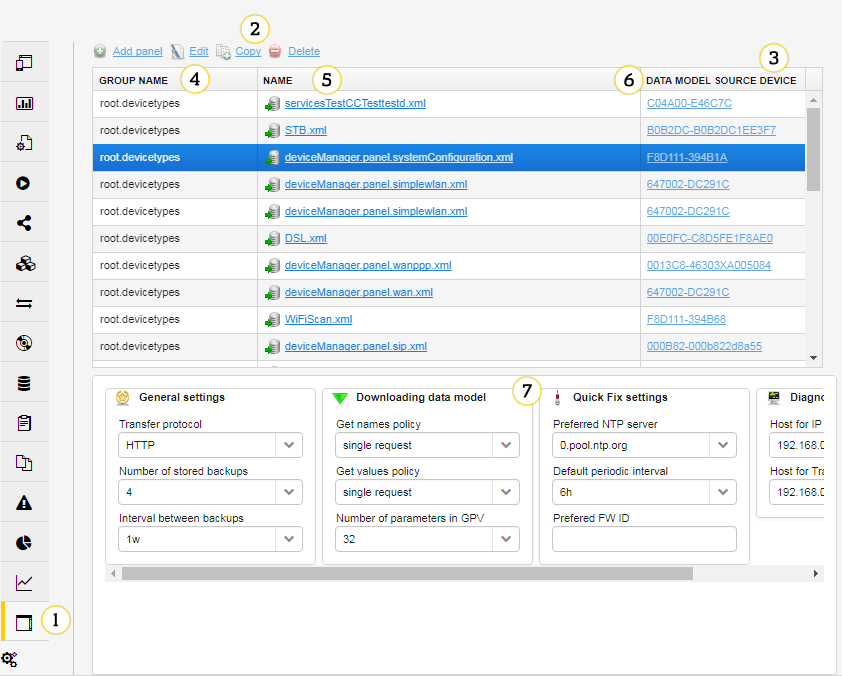 2
Add panel Edit Copy Delete
3
GROUP NAME 4 NAME 5 6 DATA MODEL SOURCE DEVICE
root.devicetypes servicesTestCCTesttestd.xml C04A00-E46C7C
root.devicetypes STB.xml B0B2DC-B0B2DC1EE3F7
root.devicetypes deviceManager.panel.systemConfiguration.xml F8D111-394B1A
root.devicetypes deviceManager.panel.simplewlan.xml 647002-DC291C
root.devicetypes deviceManager.panel.simplewlan.xml 647002-DC291C
root.devicetypes DSL.xml 00E0FC-C8D5FE1F8AE0
root.devicetypes deviceManager.panel.wanppp.xml 0013C8-46303XA005084
root.devicetypes deviceManager.panel.wan.xml 647002-DC291C
root.devicetypes WiFiScan.xml F8D111-394B68
root.devicetypes deviceManager.panel.sip.xml 000B82-000b822d8a55
7
General settings
Transfer protocol
HTTP
Number of stored backups
4
Interval between backups
1w
Downloading data model
Get names policy
single request
Get values policy
single request
Number of parameters in GPV
32
Quick Fix settings
Preferred NTP server
0.pool.ntp.org
Default periodic interval
6h
Prefered FW ID
Diagno
Host for IP
192.168.0
Host for Tra
192.168.0
1